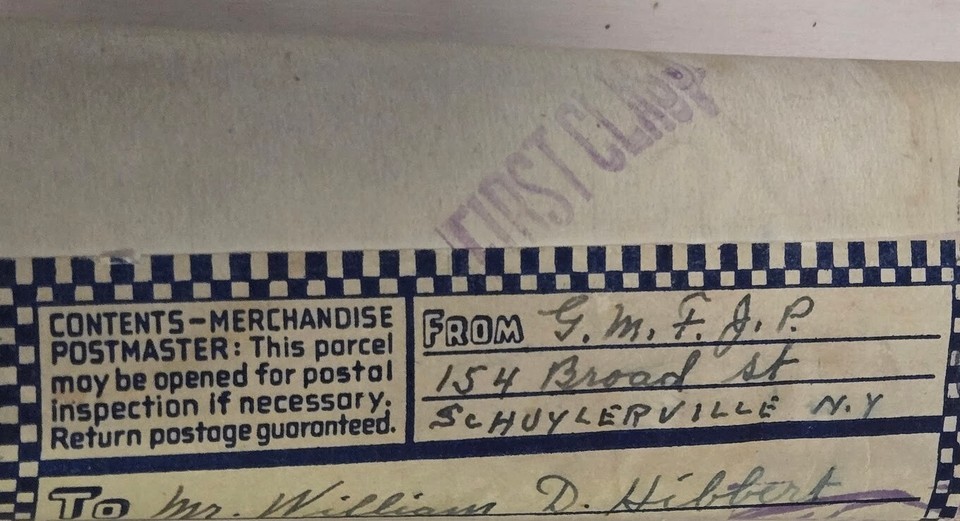 FIRST CLASS
CONTENTS-MERCHANDISE
POSTMASTER: This parcel
may be opened for postal
inspection if necessary.
Return postage guaranteed.
FROM G. M. F. J. P.
154 Broad St
SCHUYLERVILLE N.Y
To Mr. William D. Hibbert